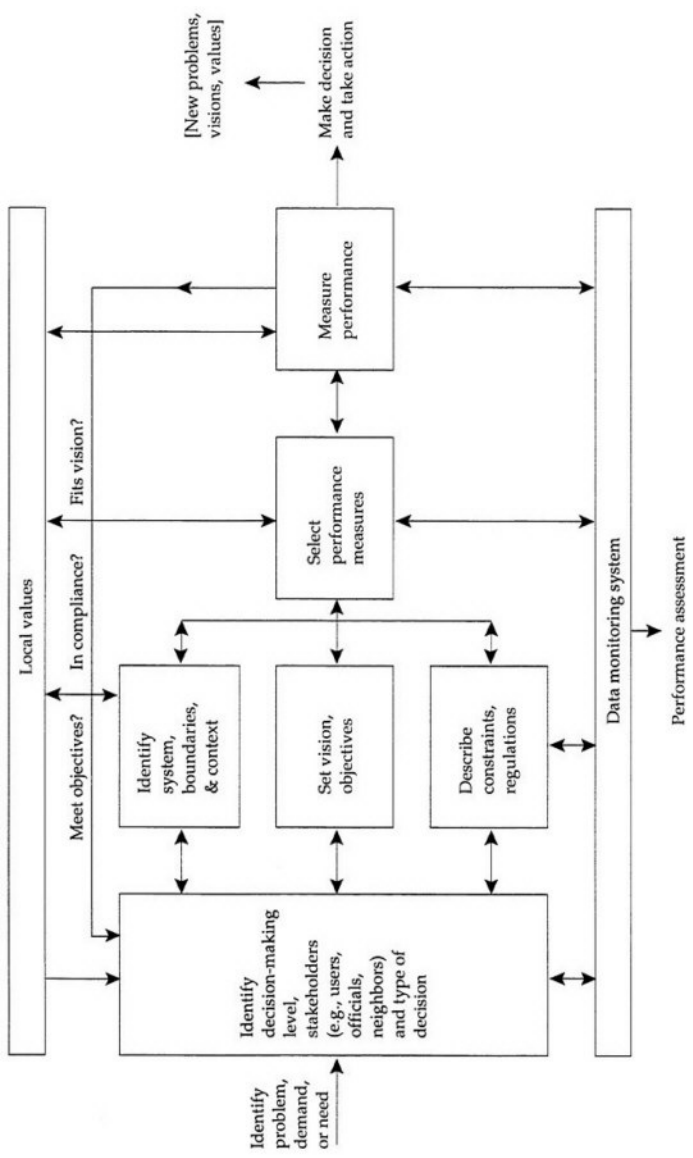 Local values
Meet objectives?
In compliance?
Fits vision?
Identify
problem,
demand,
or need
Identify
decision-making
level,
stakeholders
(e.g., users,
officials,
neighbors)
and type of
decision
Identify
system,
boundaries,
& context
Set vision,
objectives
Describe
constraints,
regulations
Select
performance
measures
Measure
performance
[New problems,
visions, values]
Make decision
and take action
Data monitoring system
Performance assessment